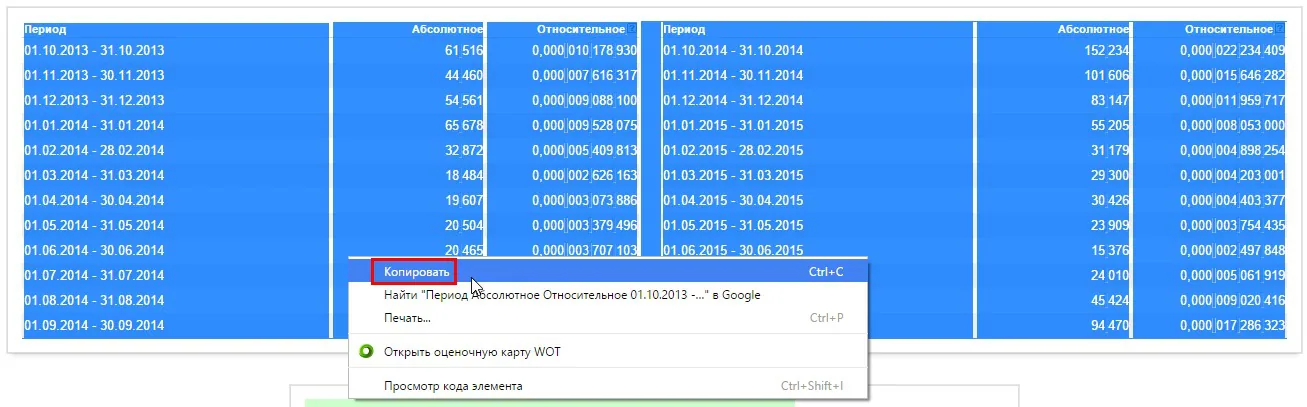 Период Абсолютное Относительное Период Абсолютное Относительное
01.10.2013 - 31.10.2013 61 516 0,000 010 178 930 01.10.2014 - 31.10.2014 152 234 0,000 022 234 409
01.11.2013 - 30.11.2013 44 460 0,000 007 616 317 01.11.2014 - 30.11.2014 101 606 0,000 015 646 282
01.12.2013 - 31.12.2013 54 561 0,000 009 088 100 01.12.2014 - 31.12.2014 83 147 0,000 011 959 717
01.01.2014 - 31.01.2014 65 678 0,000 009 528 075 01.01.2015 - 31.01.2015 55 205 0,000 008 053 000
01.02.2014 - 28.02.2014 32 872 0,000 005 409 813 01.02.2015 - 28.02.2015 31 179 0,000 004 898 254
01.03.2014 - 31.03.2014 18 484 0,000 002 626 163 01.03.2015 - 31.03.2015 29 300 0,000 004 203 001
01.04.2014 - 30.04.2014 19 607 0,000 003 073 886 01.04.2015 - 30.04.2015 30 426 0,000 004 403 377
01.05.2014 - 31.05.2014 20 504 0,000 003 379 496 01.05.2015 - 31.05.2015 23 909 0,000 003 754 435
01.06.2014 - 30.06.2014 20 465 0,000 003 707 103 01.06.2015 - 30.06.2015 15 376 0,000 002 497 848
01.07.2014 - 31.07.2014 24 010 0,000 005 061 919
01.08.2014 - 31.08.2014 45 424 0,000 009 020 416
01.09.2014 - 30.09.2014 94 470 0,000 017 286 323
Копировать Ctrl+C
Найти "Период Абсолютное Относительное 01.10.2013 -..." в Google
Печать... Ctrl+P
Открыть оценочную карту WOT
Просмотр кода элемента Ctrl+Shift+I